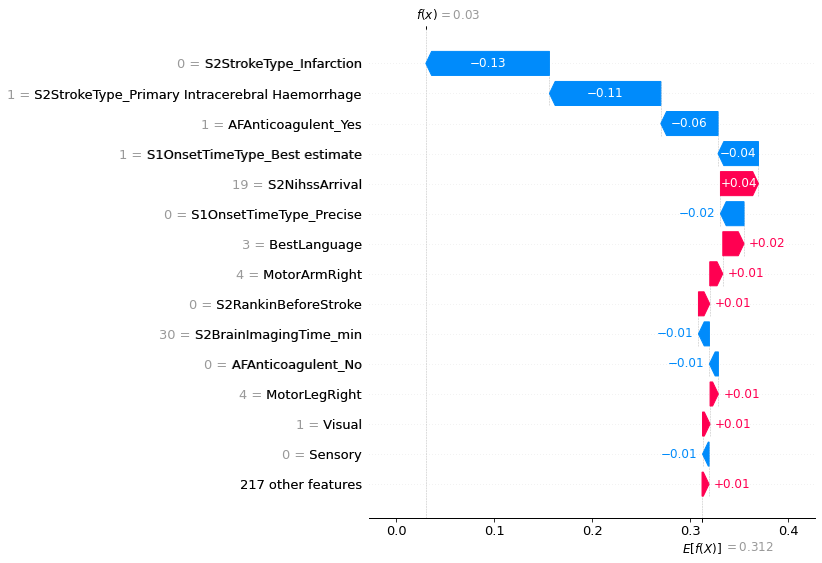 f(x) = 0.03
0 = S2StrokeType_Infarction −0.13
1 = S2StrokeType_Primary Intracerebral Haemorrhage −0.11
1 = AFAnticoagulent_Yes −0.06
1 = S1OnsetTimeType_Best estimate −0.04
19 = S2NihssArrival +0.04
0 = S1OnsetTimeType_Precise −0.02
3 = BestLanguage +0.02
4 = MotorArmRight +0.01
0 = S2RankinBeforeStroke +0.01
30 = S2BrainImagingTime_min −0.01
0 = AFAnticoagulent_No −0.01
4 = MotorLegRight +0.01
1 = Visual +0.01
0 = Sensory −0.01
217 other features +0.01
0.0 0.1 0.2 0.3 0.4
E[f(X)] = 0.312